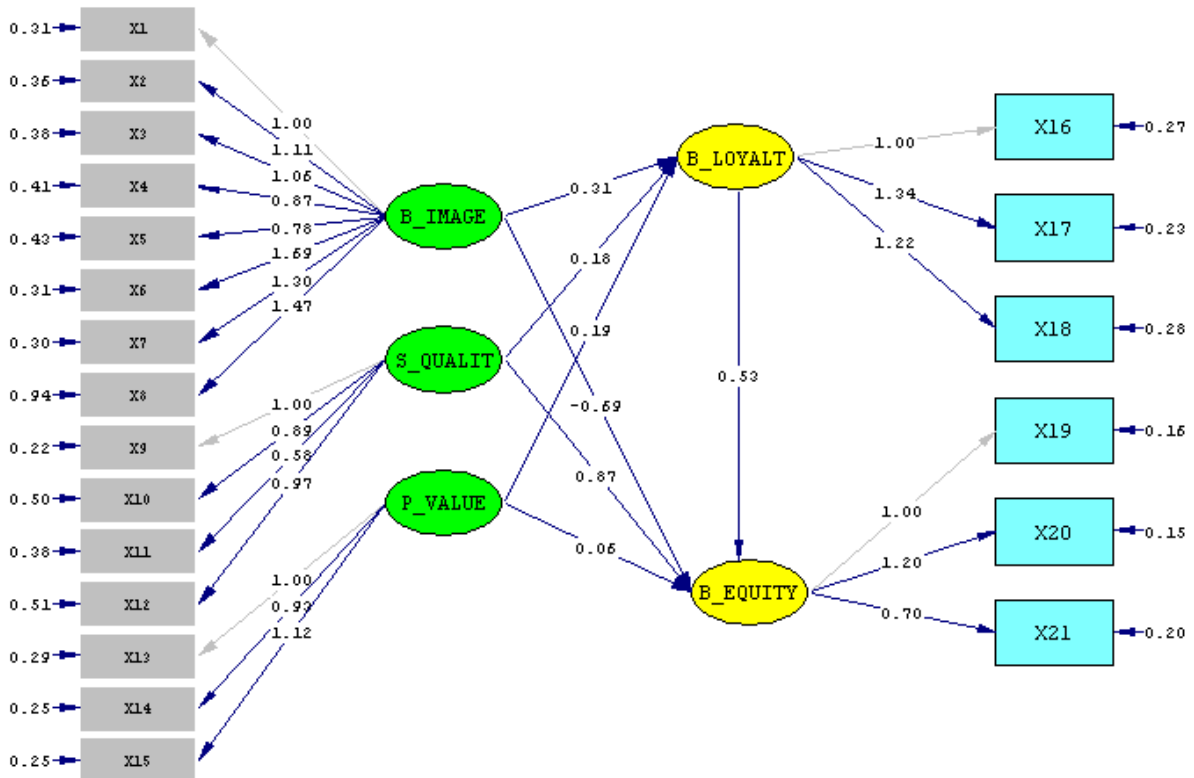 0.31 X1
0.36 X2
0.38 X3
0.41 X4
0.43 X5
0.31 X6
0.30 X7
0.94 X8
0.22 X9
0.50 X10
0.38 X11
0.51 X12
0.29 X13
0.25 X14
0.25 X15
1.00
1.11
1.06
0.87
0.78
1.69
1.30
1.47
1.00
0.89
0.58
0.97
1.00
0.93
1.12
B_IMAGE
S_QUALIT
P_VALUE
0.31
0.18
0.19
-0.69
0.87
0.06
B_LOYALT
0.53
B_EQUITY
1.00
1.34
1.22
1.00
1.20
0.70
X16 0.27
X17 0.23
X18 0.28
X19 0.16
X20 0.15
X21 0.20